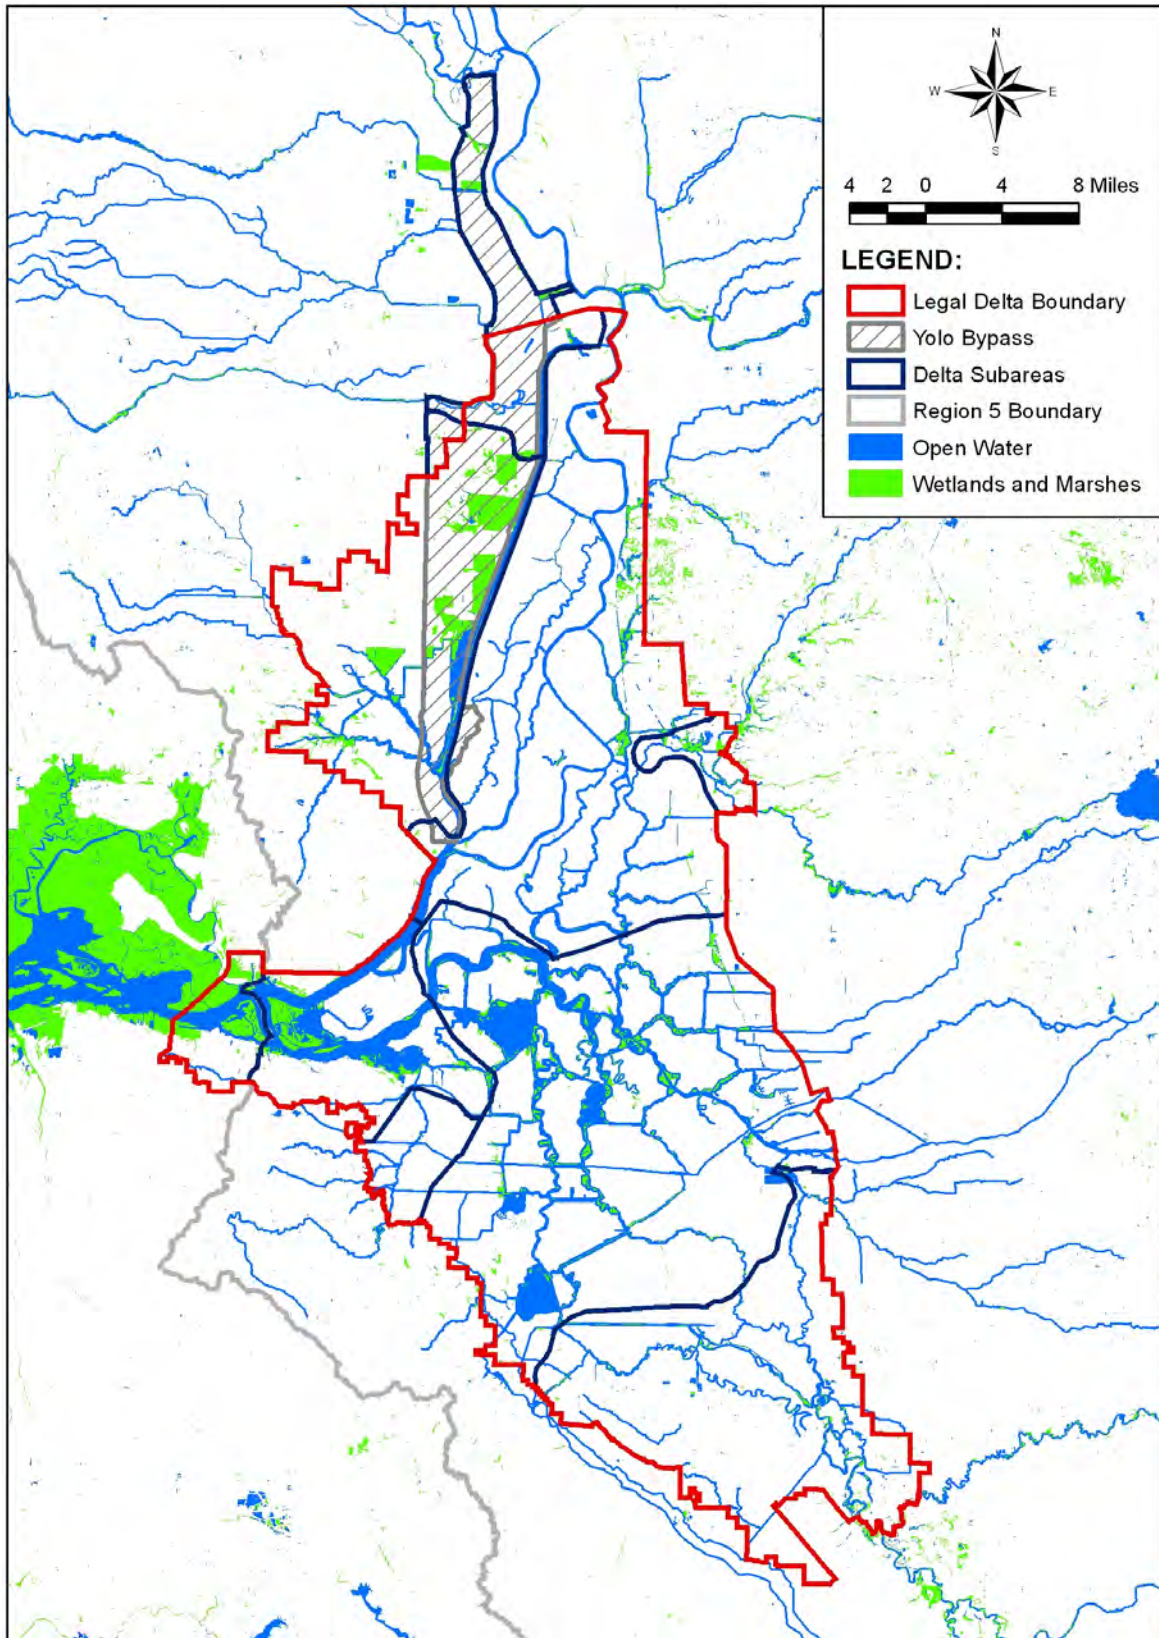 N
W E
S
4 2 0 4 8 Miles
LEGEND:
Legal Delta Boundary
Yolo Bypass
Delta Subareas
Region 5 Boundary
Open Water
Wetlands and Marshes